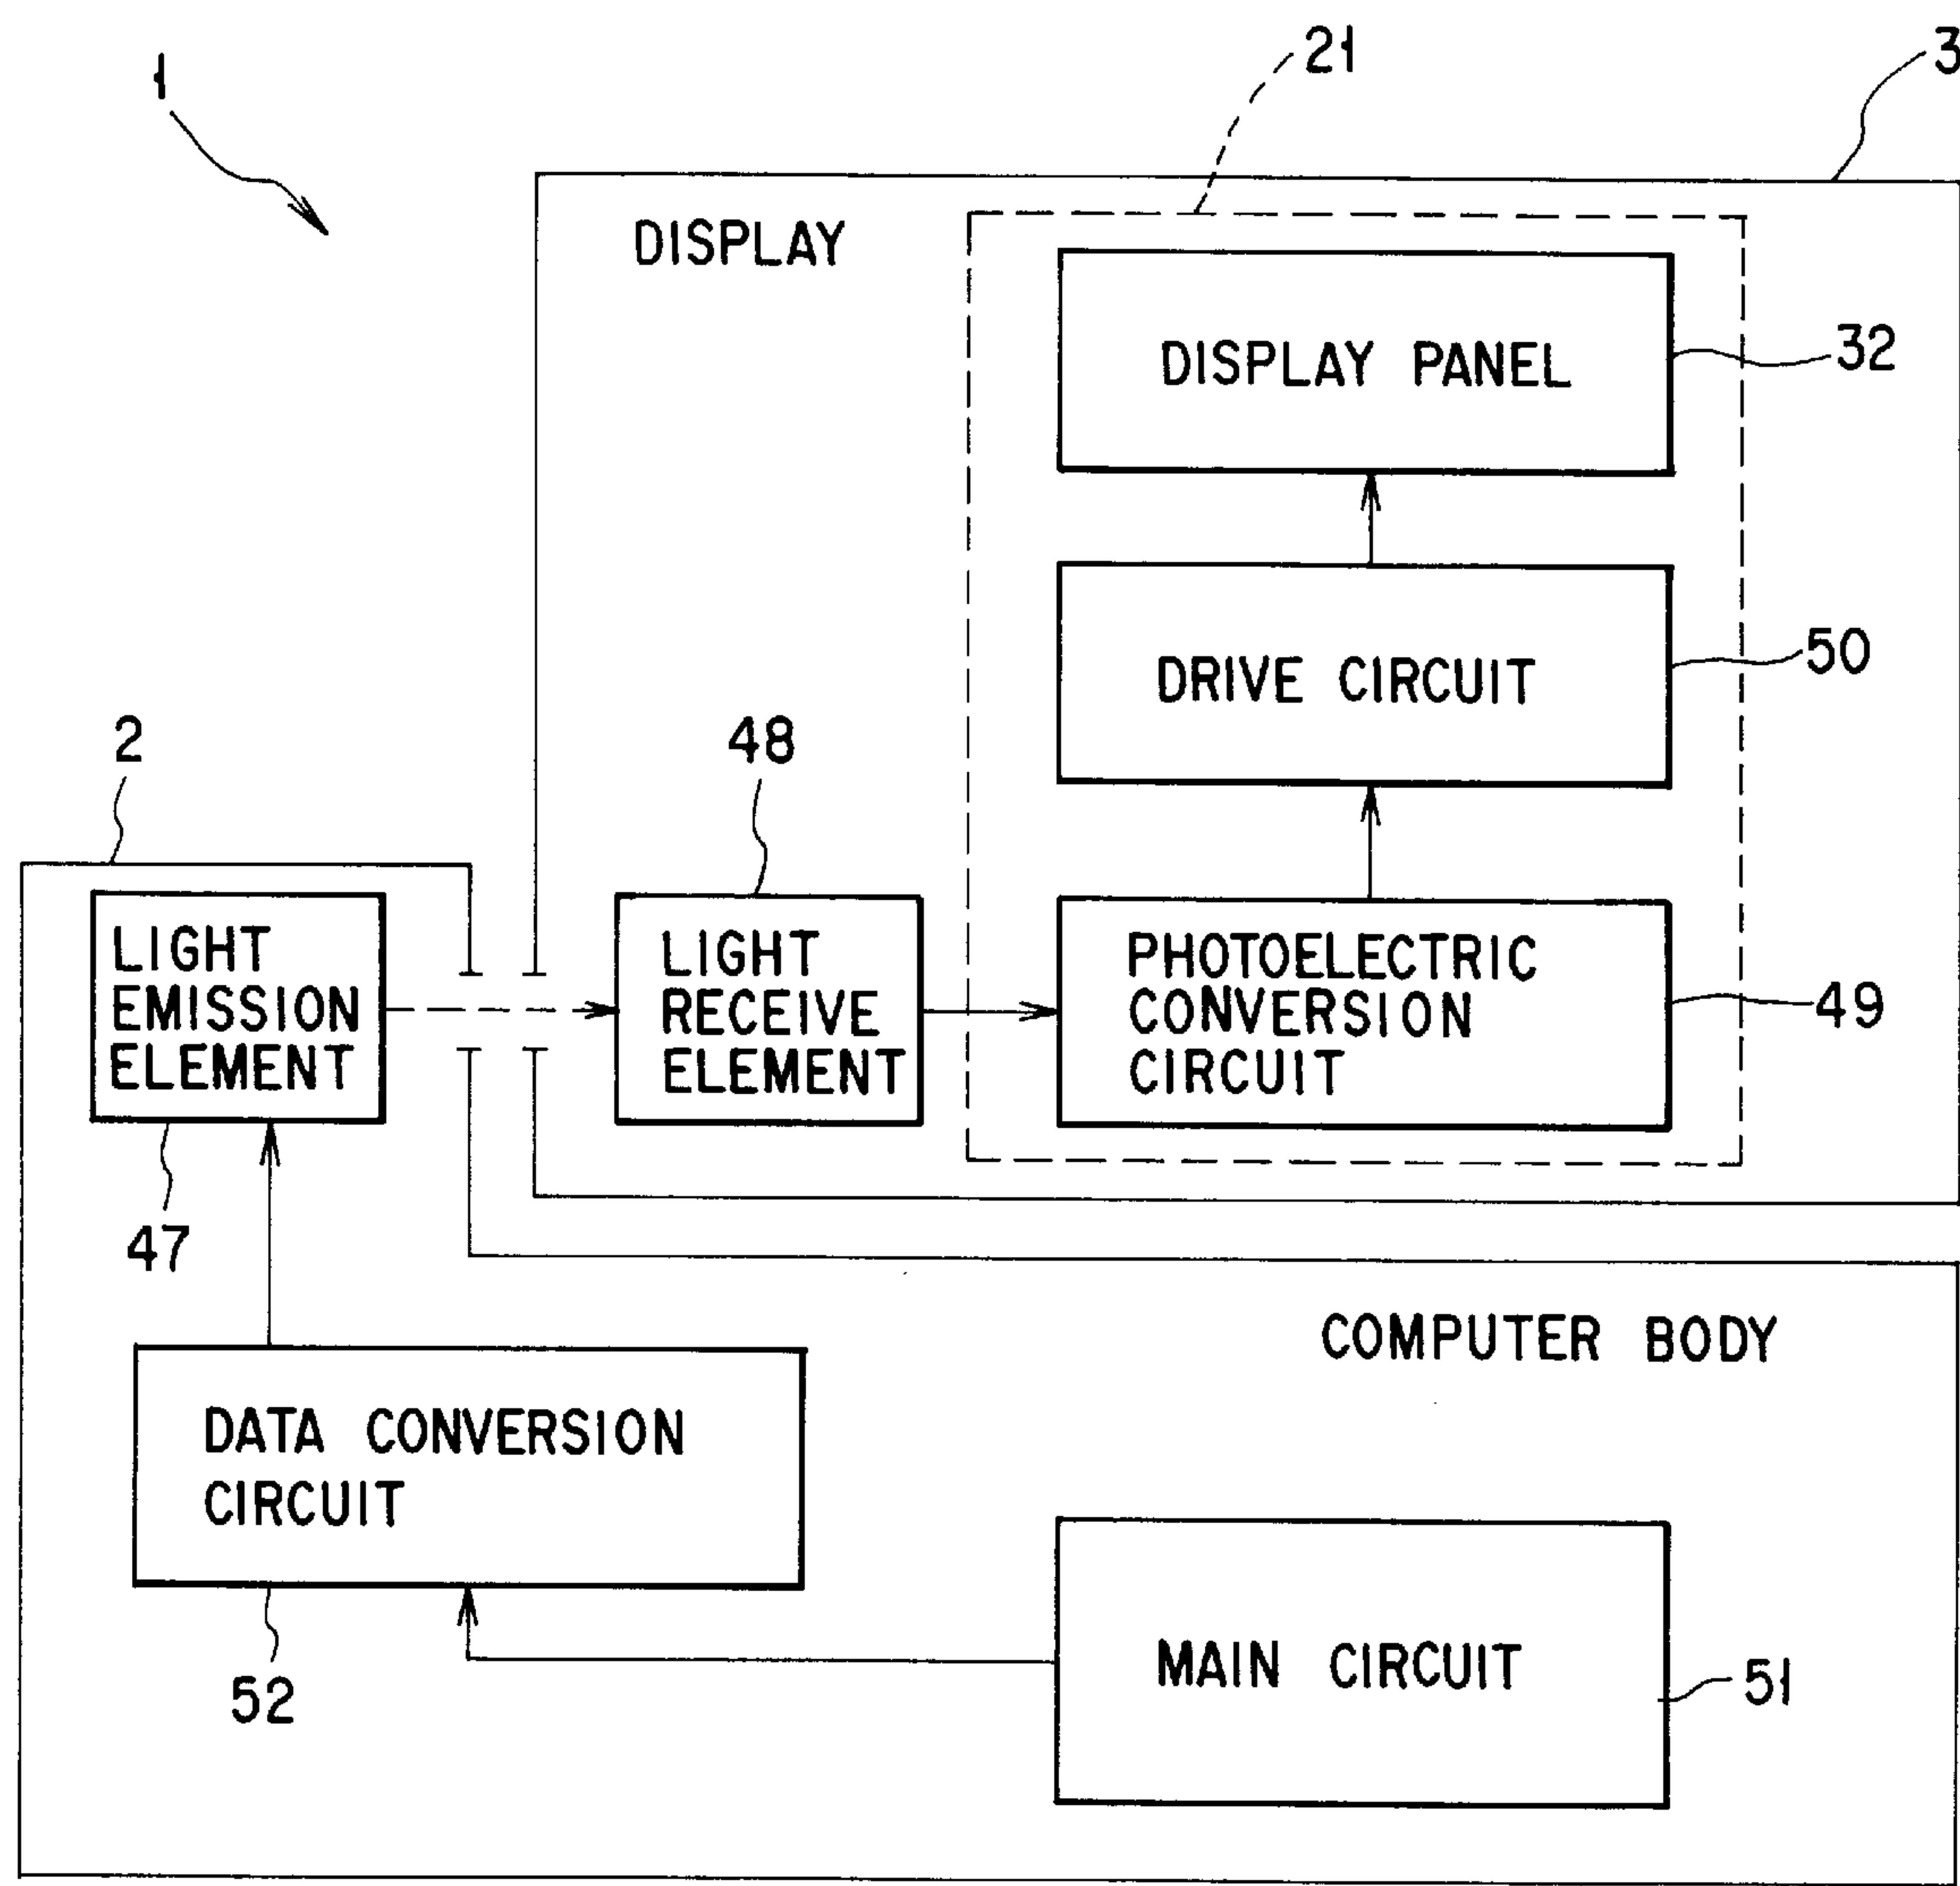 1
21
3
DISPLAY
DISPLAY PANEL
32
DRIVE CIRCUIT
50
2
48
LIGHT
EMISSION
ELEMENT
LIGHT
RECEIVE
ELEMENT
PHOTOELECTRIC
CONVERSION
CIRCUIT
49
47
COMPUTER BODY
DATA CONVERSION
CIRCUIT
52
MAIN CIRCUIT
51